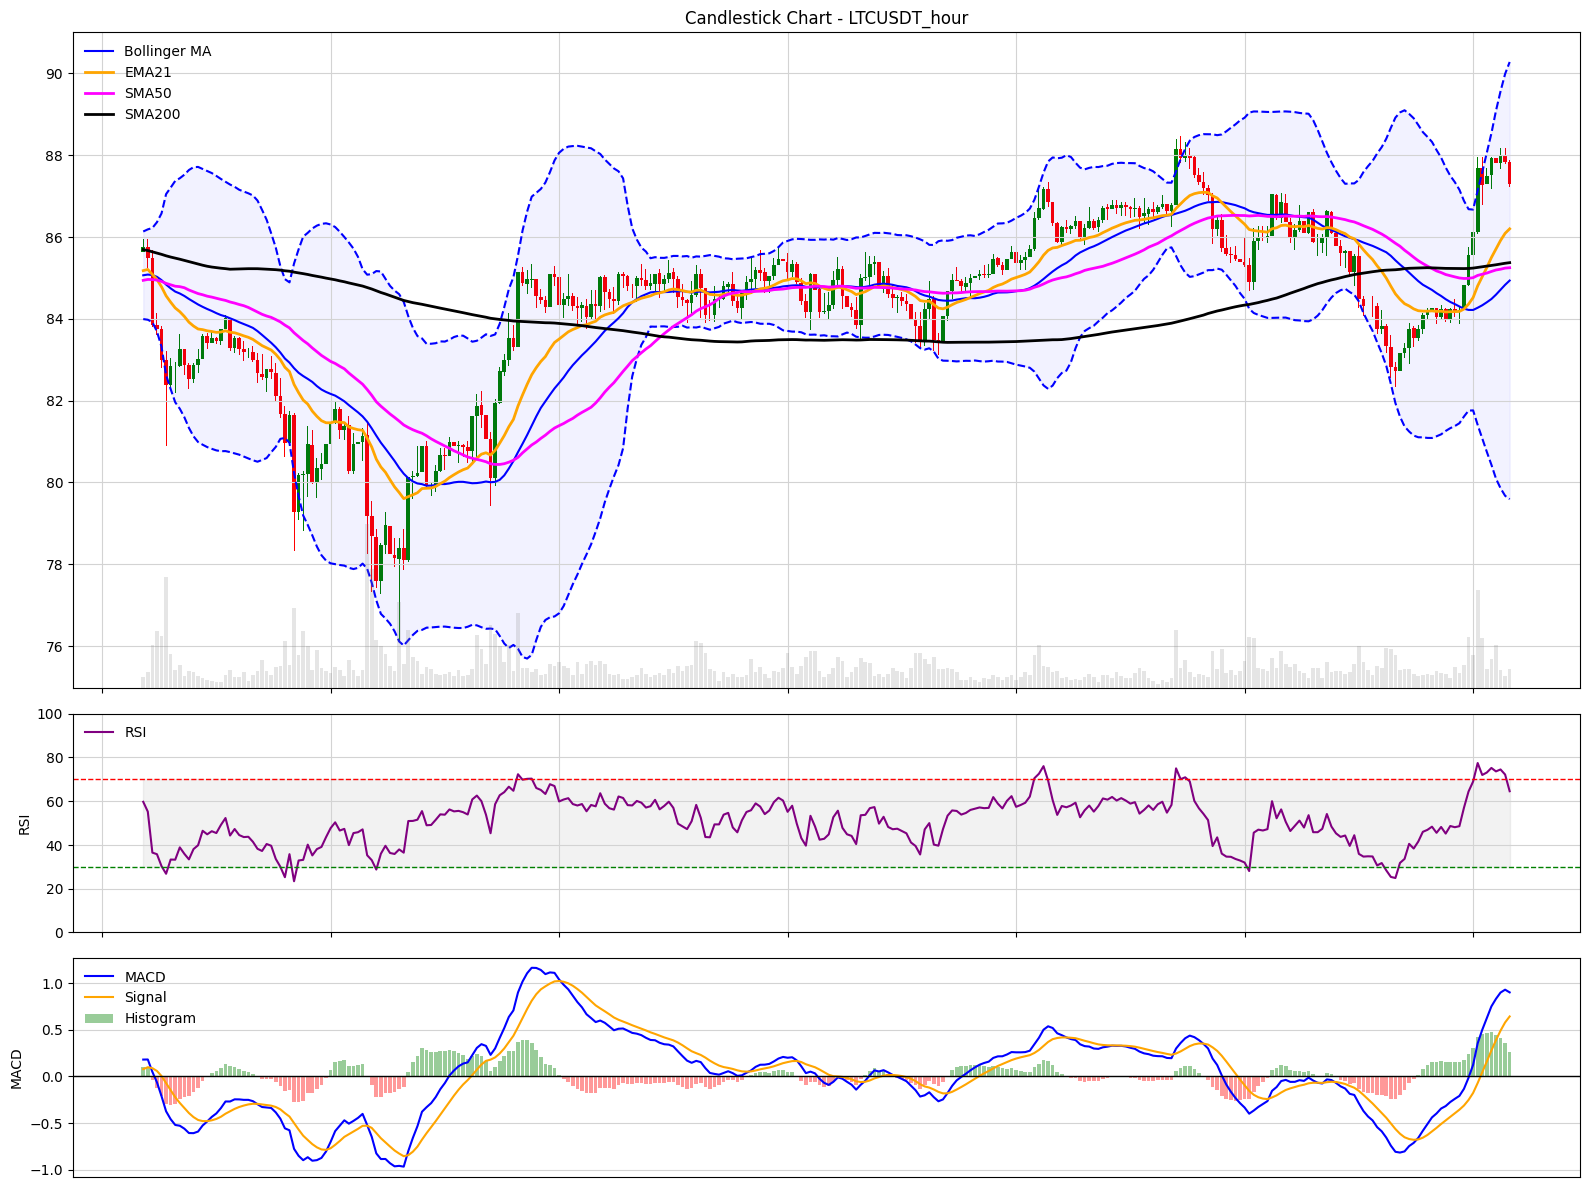 Candlestick Chart - LTCUSDT_hour
Bollinger MA
EMA21
SMA50
SMA200
90
88
86
84
82
80
78
76
RSI
100
80
60
40
20
0
RSI
MACD
Signal
Histogram
1.0
0.5
0.0
−0.5
−1.0
MACD